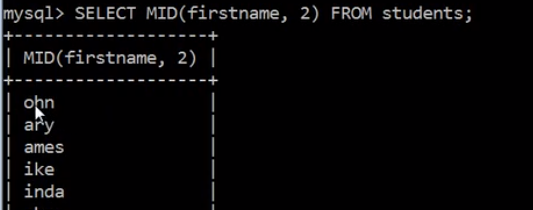 mysql> SELECT MID(firstname, 2) FROM students;
+-------------------+
| MID(firstname, 2) |
+-------------------+
| ohn               |
| ary               |
| ames              |
| ike               |
| inda              |